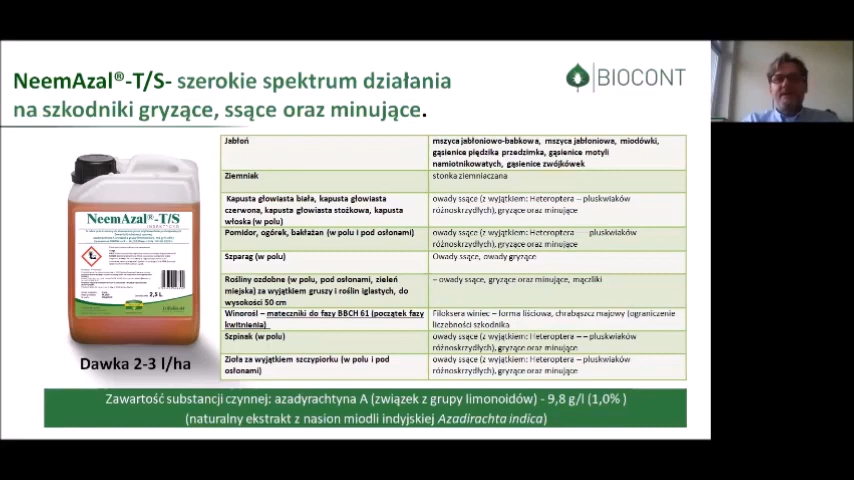 NeemAzal®-T/S- szerokie spektrum działania
na szkodniki gryzące, ssące oraz minujące.
BIOCONT
NeemAzal®-T/S
INSEKTYCYD
2,5 L
Dawka 2-3 l/ha
Jabłoń
mszyca jabłoniowo-babkowa, mszyca jabłoniowa, miodówki,
gąsienice piędzika przedzimka, gąsienice motyli
namiotnikowatych, gąsienice zwójkówek
Ziemniak
stonka ziemniaczana
Kapusta głowiasta biała, kapusta głowiasta
czerwona, kapusta głowiasta stożkowa, kapusta
włoska (w polu)
owady ssące (z wyjątkiem: Heteroptera – pluskwiaków
różnoskrzydłych), gryzące oraz minujące
Pomidor, ogórek, bakłażan (w polu i pod osłonami)
owady ssące (z wyjątkiem: Heteroptera – pluskwiaków
różnoskrzydłych), gryzące oraz minujące
Szparag (w polu)
Owady ssące, owady gryzące
Rośliny ozdobne (w polu, pod osłonami, zieleń
miejska) za wyjątkiem gruszy i roślin iglastych, do
wysokości 50 cm
– owady ssące, gryzące oraz minujące, mączliki
Winorośl – mateczniki do fazy BBCH 61 (początek fazy
kwitnienia)
Filoksera winiec – forma liściowa, chrabąszcz majowy (ograniczenie
liczebności szkodnika
Szpinak (w polu)
owady ssące (z wyjątkiem: Heteroptera – – pluskwiaków
różnoskrzydłych), gryzące oraz minujące
Zioła za wyjątkiem szczypiorku (w polu i pod
osłonami)
owady ssące (z wyjątkiem: Heteroptera – pluskwiaków
różnoskrzydłych), gryzące oraz minujące
Zawartość substancji czynnej: azadyrachtyna A (związek z grupy limonoidów) - 9,8 g/l (1,0% )
(naturalny ekstrakt z nasion miodli indyjskiej Azadirachta indica)